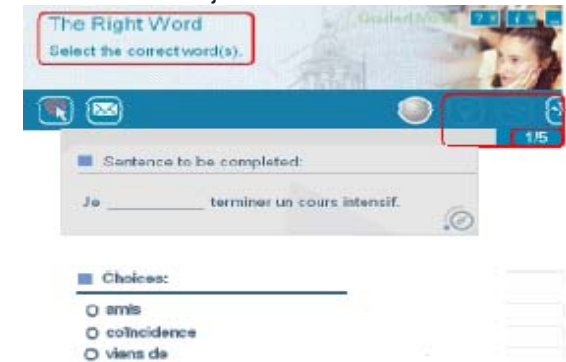 The Right Word
Select the correct word(s).
1/5
Sentence to be completed:
Je ________ terminer un cours intensif.
Choices:
amis
coïncidence
viens de